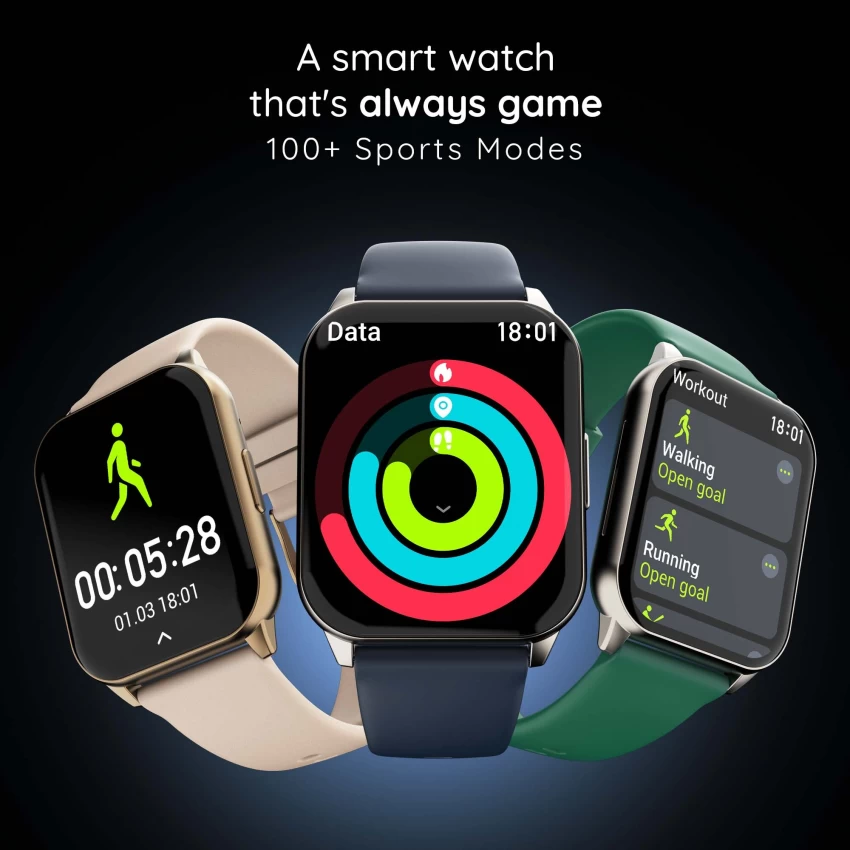 A smart watch
that's always game
100+ Sports Modes
00:05:28
01.03 18:01
Data 18:01
Workout
18:01
Walking
Open goal
Running
Open goal